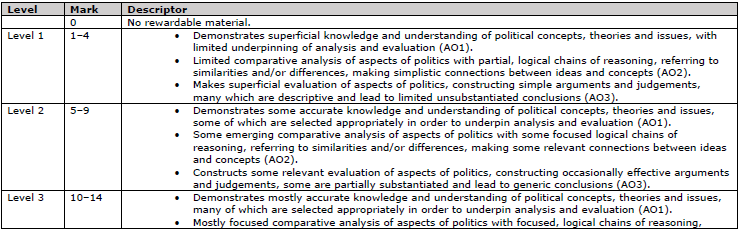 Level Mark Descriptor
0 No rewardable material.
Level 1 1–4 • Demonstrates superficial knowledge and understanding of political concepts, theories and issues, with
limited underpinning of analysis and evaluation (AO1).
• Limited comparative analysis of aspects of politics with partial, logical chains of reasoning, referring to
similarities and/or differences, making simplistic connections between ideas and concepts (AO2).
• Makes superficial evaluation of aspects of politics, constructing simple arguments and judgements,
many which are descriptive and lead to limited unsubstantiated conclusions (AO3).
Level 2 5–9 • Demonstrates some accurate knowledge and understanding of political concepts, theories and issues,
some of which are selected appropriately in order to underpin analysis and evaluation (AO1).
• Some emerging comparative analysis of aspects of politics with some focused logical chains of
reasoning, referring to similarities and/or differences, making some relevant connections between ideas
and concepts (AO2).
• Constructs some relevant evaluation of aspects of politics, constructing occasionally effective arguments
and judgements, some are partially substantiated and lead to generic conclusions (AO3).
Level 3 10–14 • Demonstrates mostly accurate knowledge and understanding of political concepts, theories and issues,
many of which are selected appropriately in order to underpin analysis and evaluation (AO1).
• Mostly focused comparative analysis of aspects of politics with focused, logical chains of reasoning,